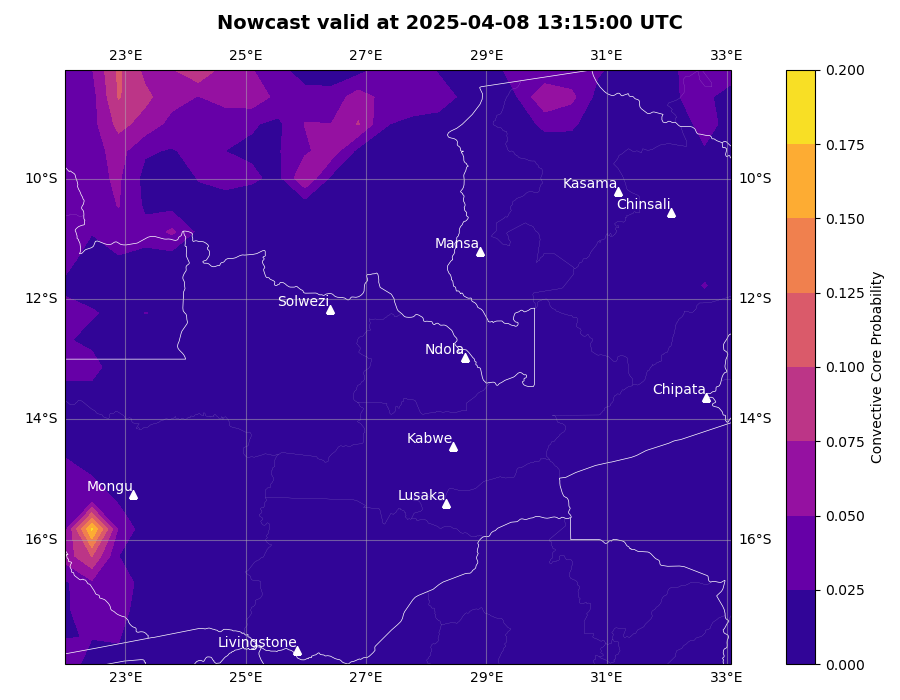 Nowcast valid at 2025-04-08 13:15:00 UTC
23°E 25°E 27°E 29°E 31°E 33°E
0.200
0.175
10°S Kasama 10°S
Chinsali
0.150
Mansa
12°S Solwezi 12°S
0.125
Ndola
0.100
Chipata
14°S 14°S
Kabwe
0.075
Mongu
Lusaka
0.050
16°S 16°S
0.025
Livingstone
0.000
23°E 25°E 27°E 29°E 31°E 33°E
Convective Core Probability